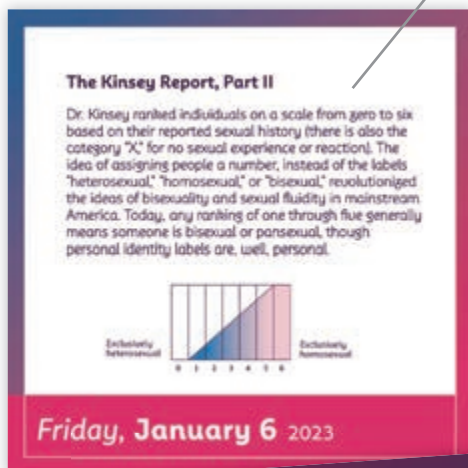 The Kinsey Report, Part II
Dr. Kinsey ranked individuals on a scale from zero to six
based on their reported sexual history (there is also the
category "X," for no sexual experience or reaction). The
idea of assigning people a number, instead of the labels
"heterosexual," "homosexual," or "bisexual," revolutionized
the ideas of bisexuality and sexual fluidity in mainstream
America. Today, any ranking of one through five generally
means someone is bisexual or pansexual, though
personal identity labels are, well, personal.
Exclusively
heterosexual
0 1 2 3 4 5 6
Exclusively
homosexual
Friday, January 6 2023